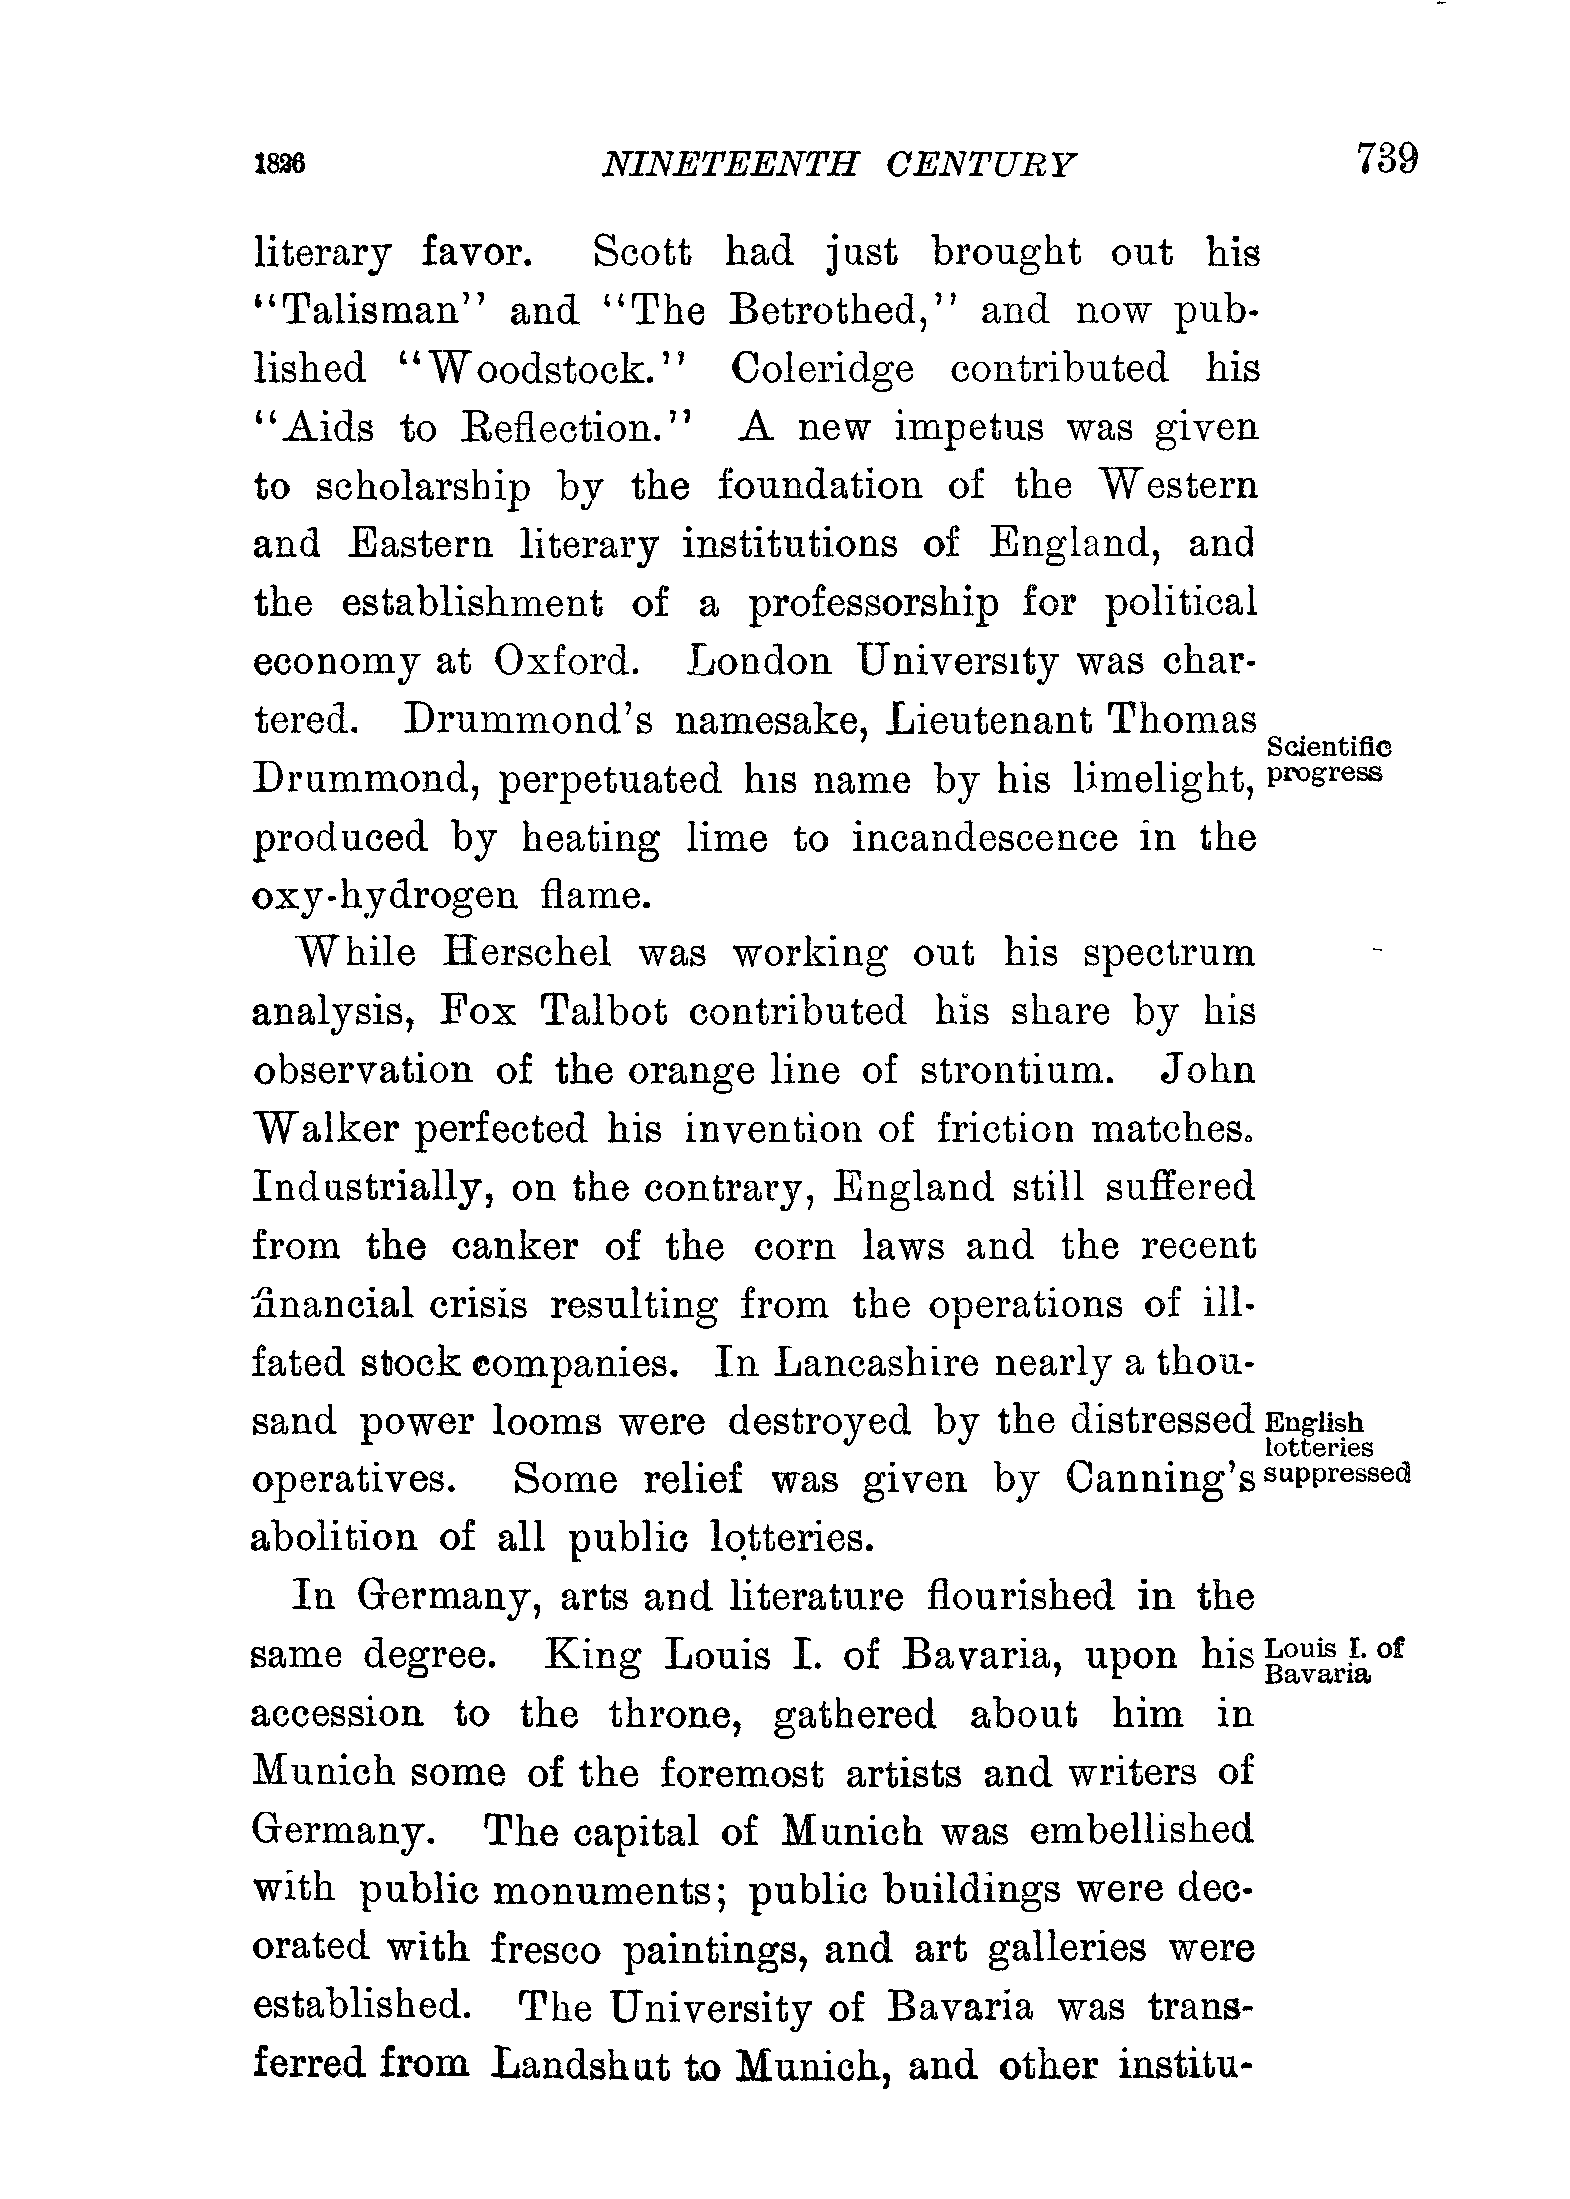 1826 NINETEENTH CENTURY 739
literary favor. Scott had just brought out his
"Talisman" and "The Betrothed," and now pub-
lished "Woodstock." Coleridge contributed his
"Aids to Reflection." A new impetus was given
to scholarship by the foundation of the Western
and Eastern literary institutions of England, and
the establishment of a professorship for political
economy at Oxford. London University was char-
tered. Drummond's namesake, Lieutenant Thomas
Drummond, perpetuated his name by his limelight,
Scientific
progress
produced by heating lime to incandescence in the
oxy-hydrogen flame.
While Herschel was working out his spectrum
analysis, Fox Talbot contributed his share by his
observation of the orange line of strontium. John
Walker perfected his invention of friction matches.
Industrially, on the contrary, England still suffered
from the canker of the corn laws and the recent
financial crisis resulting from the operations of ill-
fated stock companies. In Lancashire nearly a thou-
sand power looms were destroyed by the distressed
English
lotteries
suppressed
operatives. Some relief was given by Canning's
abolition of all public lotteries.
In Germany, arts and literature flourished in the
same degree. King Louis I. of Bavaria, upon his
Louis I. of
Bavaria
accession to the throne, gathered about him in
Munich some of the foremost artists and writers of
Germany. The capital of Munich was embellished
with public monuments; public buildings were dec-
orated with fresco paintings, and art galleries were
established. The University of Bavaria was trans-
ferred from Landshut to Munich, and other institu-